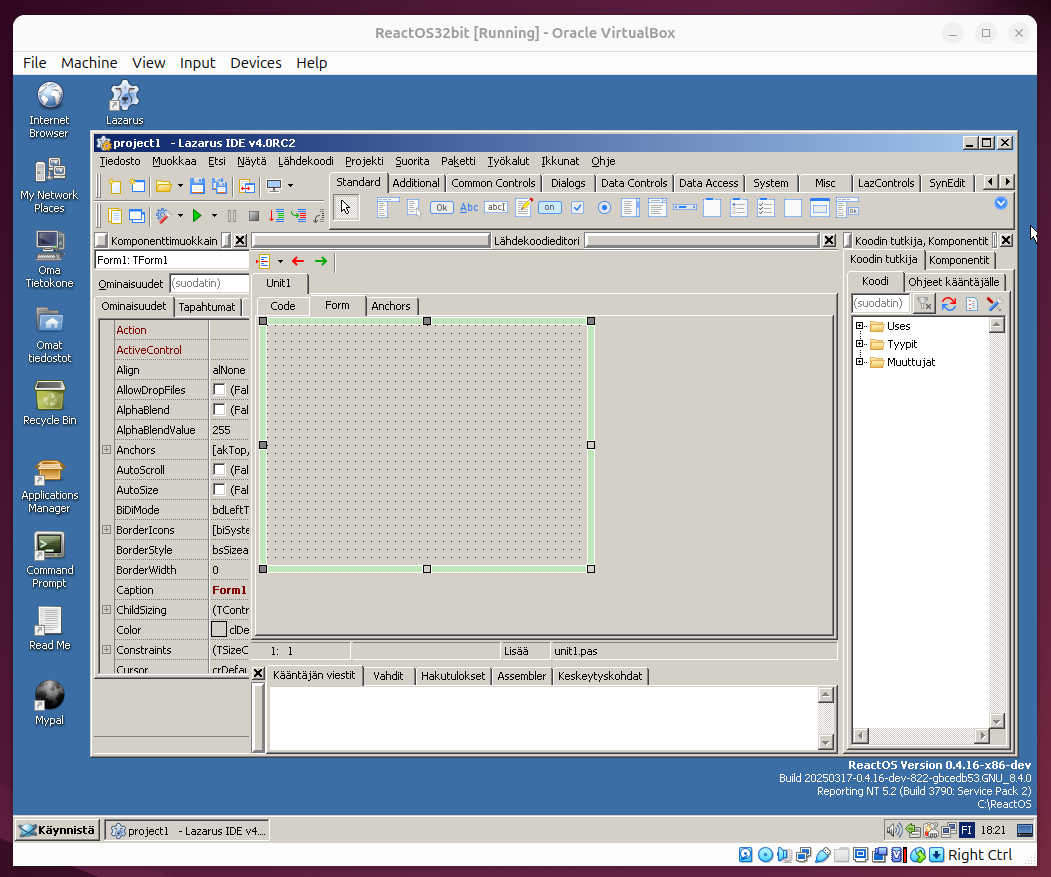 ReactOS32bit [Running] - Oracle VirtualBox
File Machine View Input Devices Help
Internet
Browser
Lazarus
My Network
Places
Oma
Tietokone
Omat
tiedostot
Recycle Bin
Applications
Manager
Command
Prompt
Read Me
Mypal
project1 - Lazarus IDE v4.0RC2
Tiedosto Muokkaa Etsi Näytä Lähdekoodi Projekti Suorita Paketti Työkalut Ikkunat Ohje
Standard Additional Common Controls Dialogs Data Controls Data Access System Misc LazControls SynEdit
Ok Abc abcI on
Komponenttimuokkain
Form1: TForm1
Ominaisuudet (suodatin)
Ominaisuudet Tapahtumat
Action
ActiveControl
Align alNone
AllowDropFiles (Fal
AlphaBlend (Fal
AlphaBlendValue 255
Anchors [akTop,
AutoScroll (Fal
AutoSize (Fal
BiDiMode bdLeftT
BorderIcons [biSyste
BorderStyle bsSizea
BorderWidth 0
Caption Form1
ChildSizing (TContr
Color clDe
Constraints (TSizeC
Cursor crDefau
Lähdekoodieditori
Unit1
Code Form Anchors
1: 1 Lisää unit1.pas
Kääntäjän viestit Vahdit Hakutulokset Assembler Keskeytyskohdat
Koodin tutkija, Komponentit
Koodin tutkija Komponentit
Koodi Ohjeet kääntäjälle
(suodatin)
Uses
Tyypit
Muuttujat
ReactOS Version 0.4.16-x86-dev
Build 20250317-0.4.16-dev-822-gbcedb53.GNU_8.4.0
Reporting NT 5.2 (Build 3790: Service Pack 2)
C:\ReactOS
Käynnistä project1 - Lazarus IDE v4.... FI 18:21
Right Ctrl